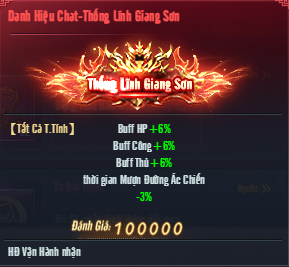 Danh Hiệu Chat-Thống Lĩnh Giang Sơn
Thống Lĩnh Giang Sơn
【Tất Cả T.Tính】 Buff HP +6%
Buff Công +6%
Buff Thủ +6%
thời gian Mượn Đường Ác Chiến
-3%
Đánh Giá: 100000
HĐ Vận Hành nhận